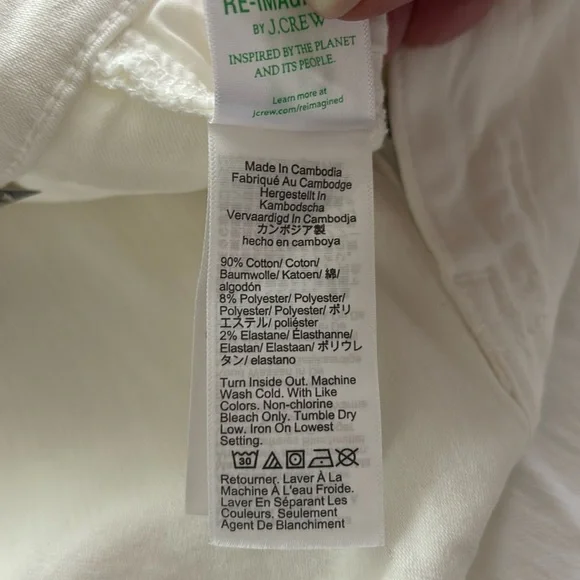 BY J.CREW
INSPIRED BY THE PLANET
AND ITS PEOPLE.
Learn more at
jcrew.com/reimagined
Made In Cambodia
Fabriqué Au Cambodge
Hergestellt In
Kambodscha
Vervaardigd In Cambodja
カンボジア製
hecho en camboya
90% Cotton/ Coton/
Baumwolle/ Katoen/ 綿/
algodón
8% Polyester/ Polyester/
Polyester/ Polyester/ ポリ
エステル/ poliéster
2% Elastane/ Élasthanne/
Elastan/ Elastaan/ ポリウレ
タン/ elastano
Turn Inside Out. Machine
Wash Cold. With Like
Colors. Non-chlorine
Bleach Only. Tumble Dry
Low. Iron On Lowest
Setting.
30
Retourner. Laver À La
Machine À L'eau Froide.
Laver En Séparant Les
Couleurs. Seulement
Agent De Blanchiment